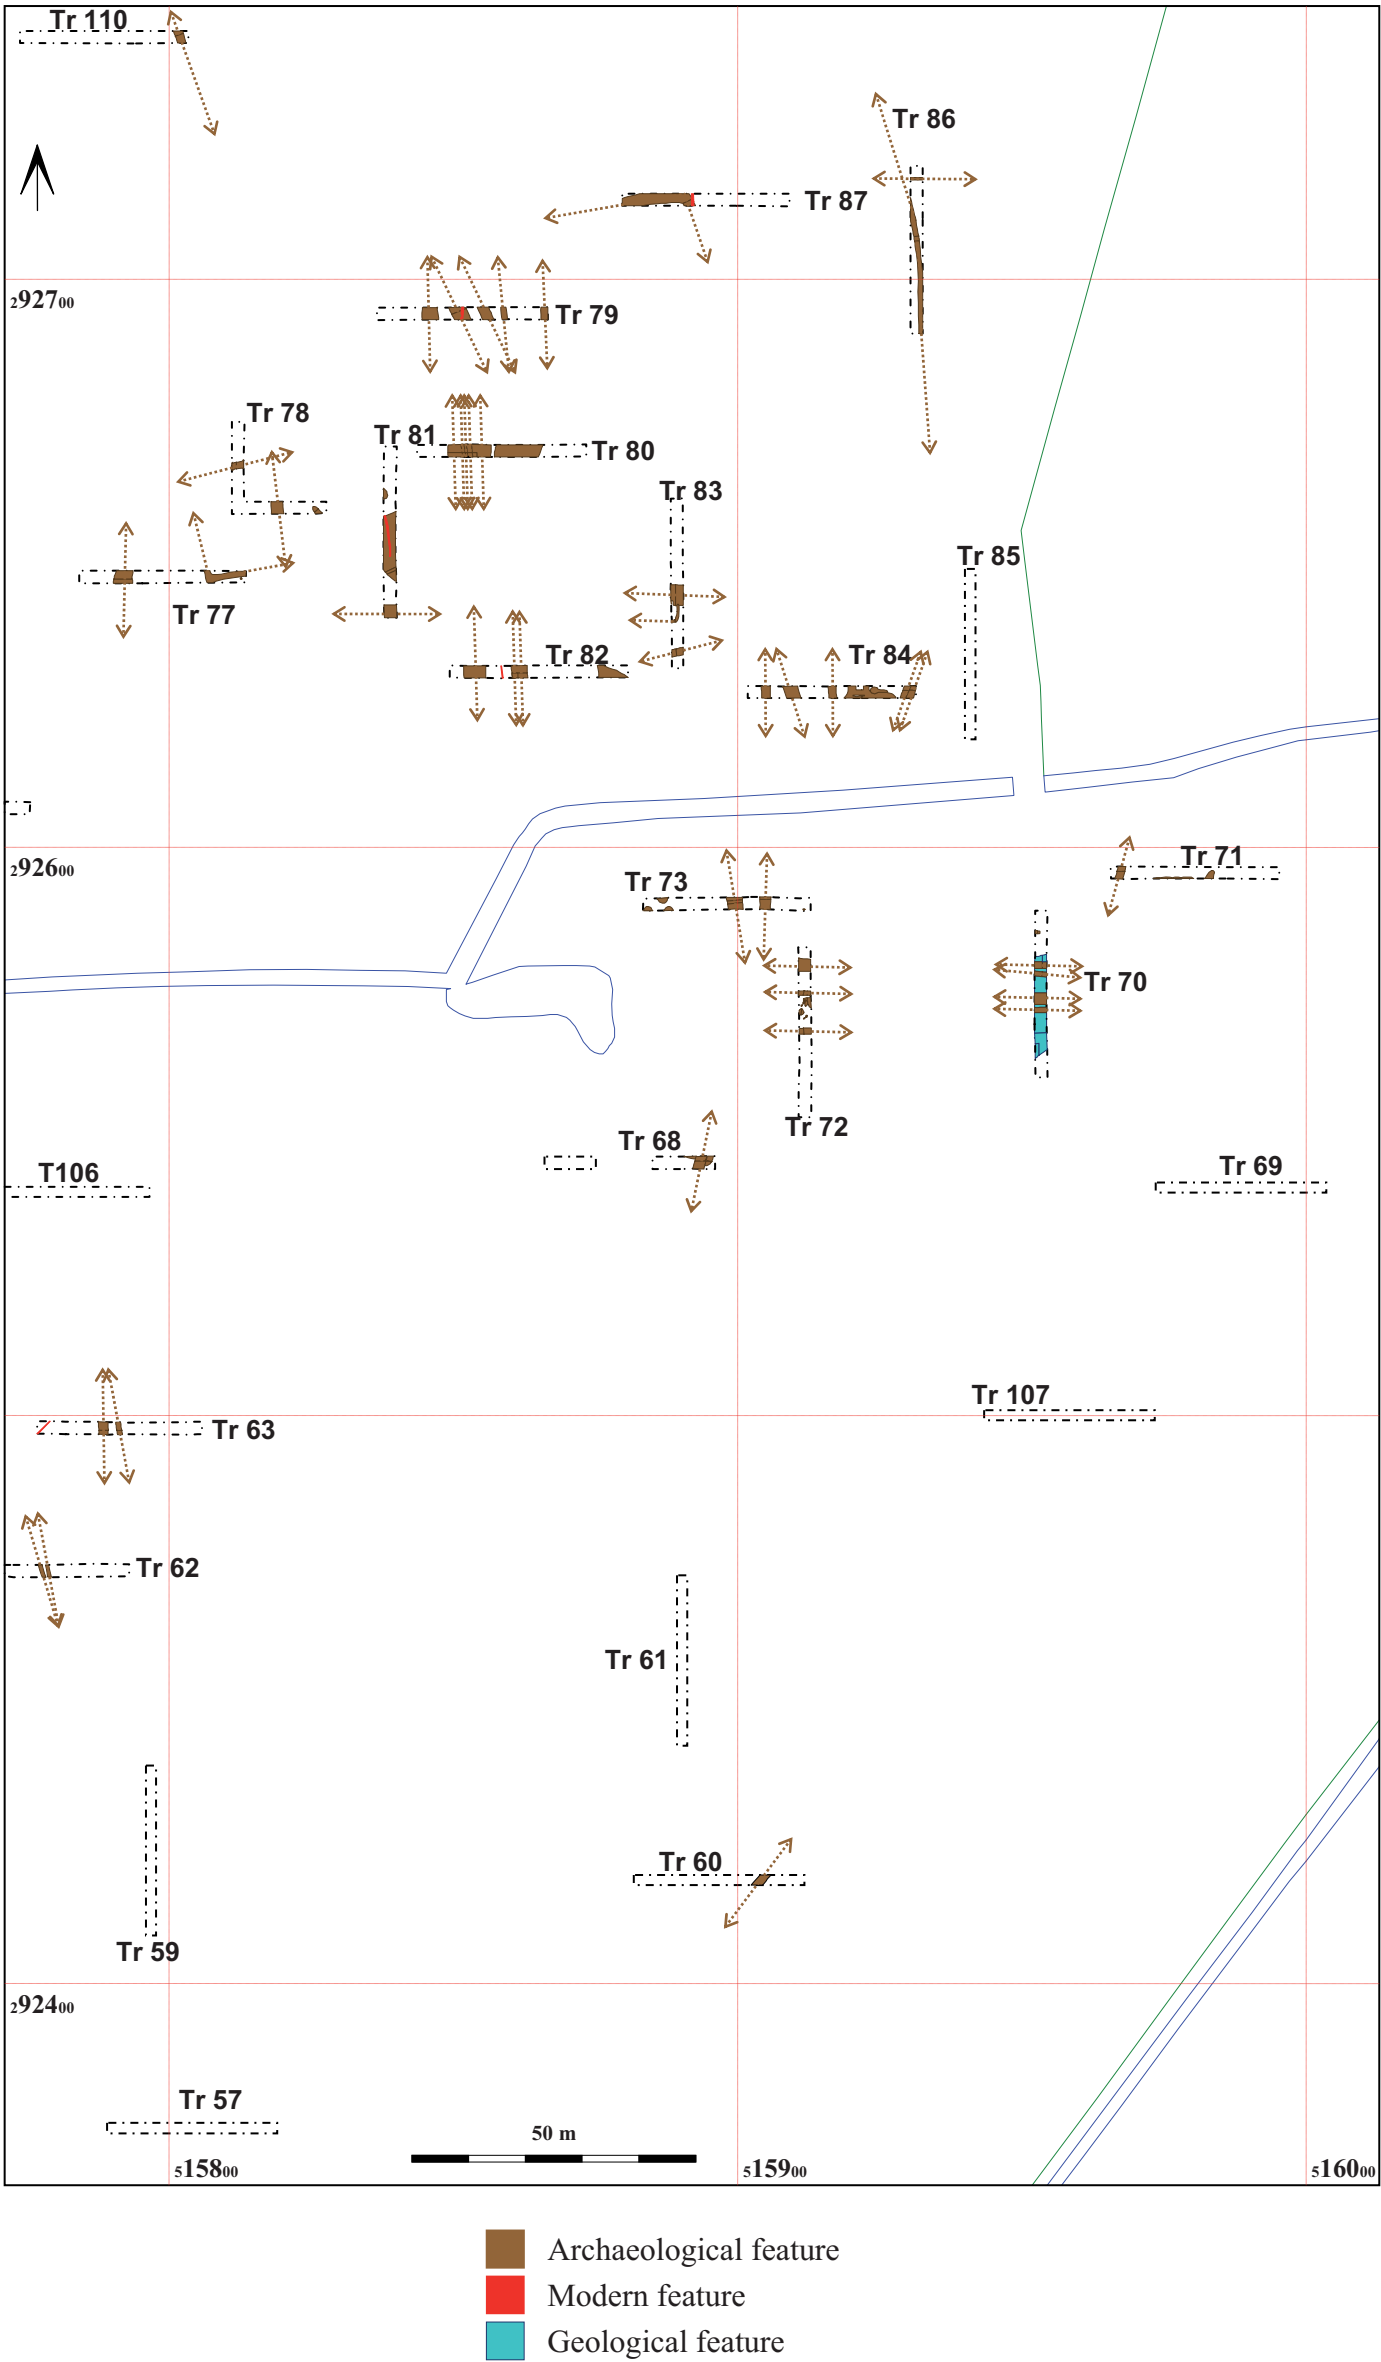 Tr 110
Tr 86
Tr 87
292700
Tr 79
Tr 78
Tr 81
Tr 80
Tr 83
Tr 85
Tr 77
Tr 82
Tr 84
292600
Tr 71
Tr 73
Tr 70
Tr 72
Tr 68
T106
Tr 69
Tr 107
Tr 63
Tr 62
Tr 61
Tr 60
Tr 59
292400
Tr 57
50 m
515800
515900
516000
Archaeological feature
Modern feature
Geological feature